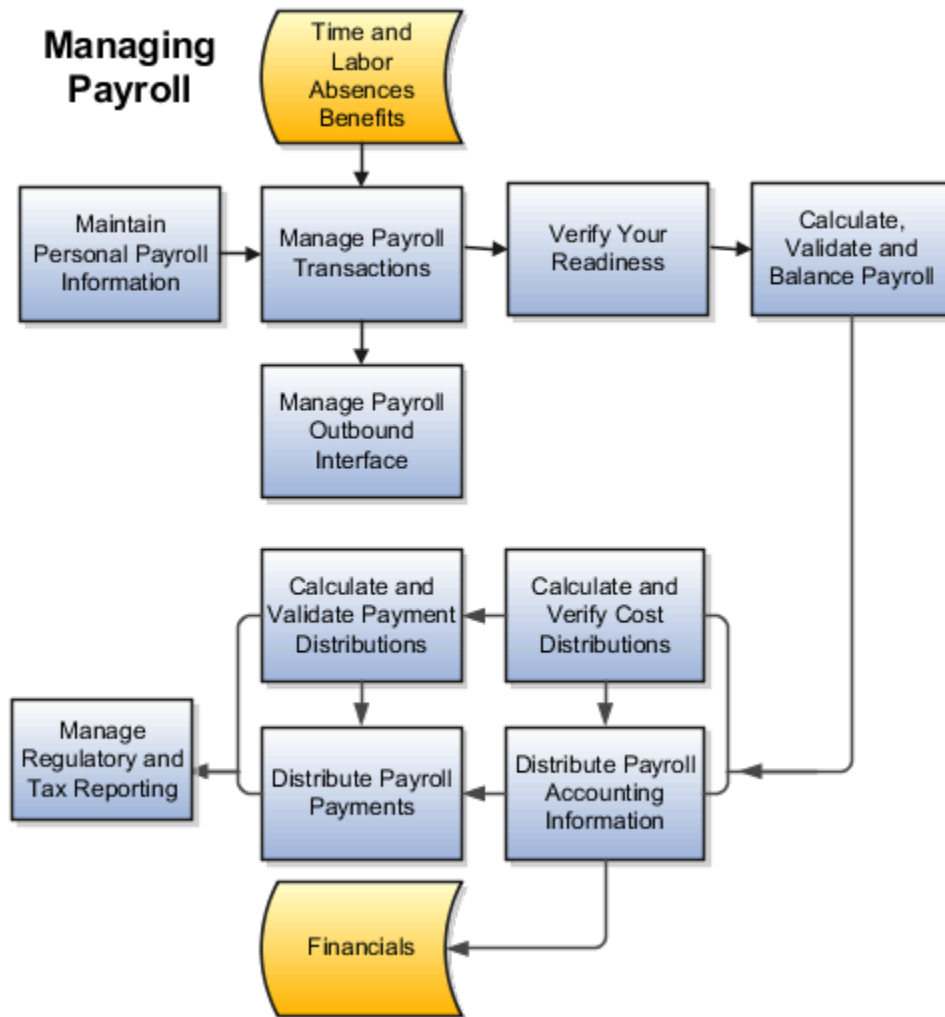 Managing
Payroll
Time and
Labor
Absences
Benefits
Maintain
Personal Payroll
Information
Manage Payroll
Transactions
Verify Your
Readiness
Calculate,
Validate and
Balance Payroll
Manage Payroll
Outbound
Interface
Calculate and
Validate Payment
Distributions
Calculate and
Verify Cost
Distributions
Manage
Regulatory and
Tax Reporting
Distribute Payroll
Payments
Distribute Payroll
Accounting
Information
Financials